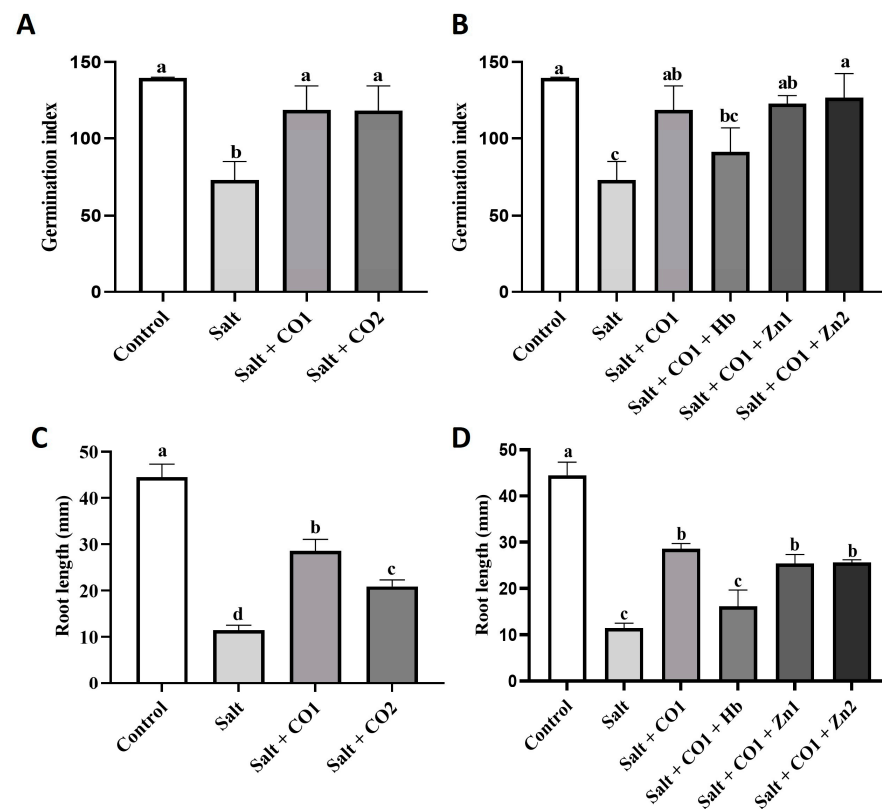 A
Germination index
150
100
50
0
a
b
a
a
Control
Salt
Salt + CO1
Salt + CO2
B
Germination index
150
100
50
0
a
c
ab
bc
ab
a
Control
Salt
Salt + CO1
Salt + CO1 + Hb
Salt + CO1 + Zn1
Salt + CO1 + Zn2
C
Root length (mm)
50
40
30
20
10
0
a
d
b
c
Control
Salt
Salt + CO1
Salt + CO2
D
Root length (mm)
50
40
30
20
10
0
a
c
b
c
b
b
Control
Salt
Salt + CO1
Salt + CO1 + Hb
Salt + CO1 + Zn1
Salt + CO1 + Zn2